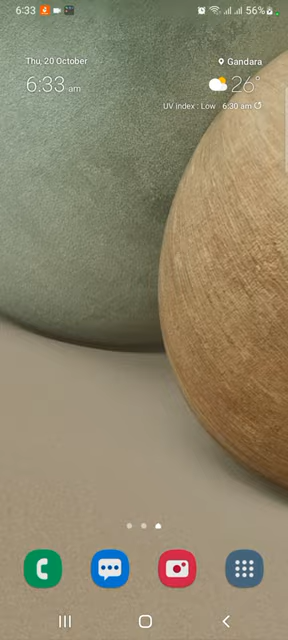 6:33
56%
Thu, 20 October
6:33 am
Gandara
26°
UV index : Low
6:30 am